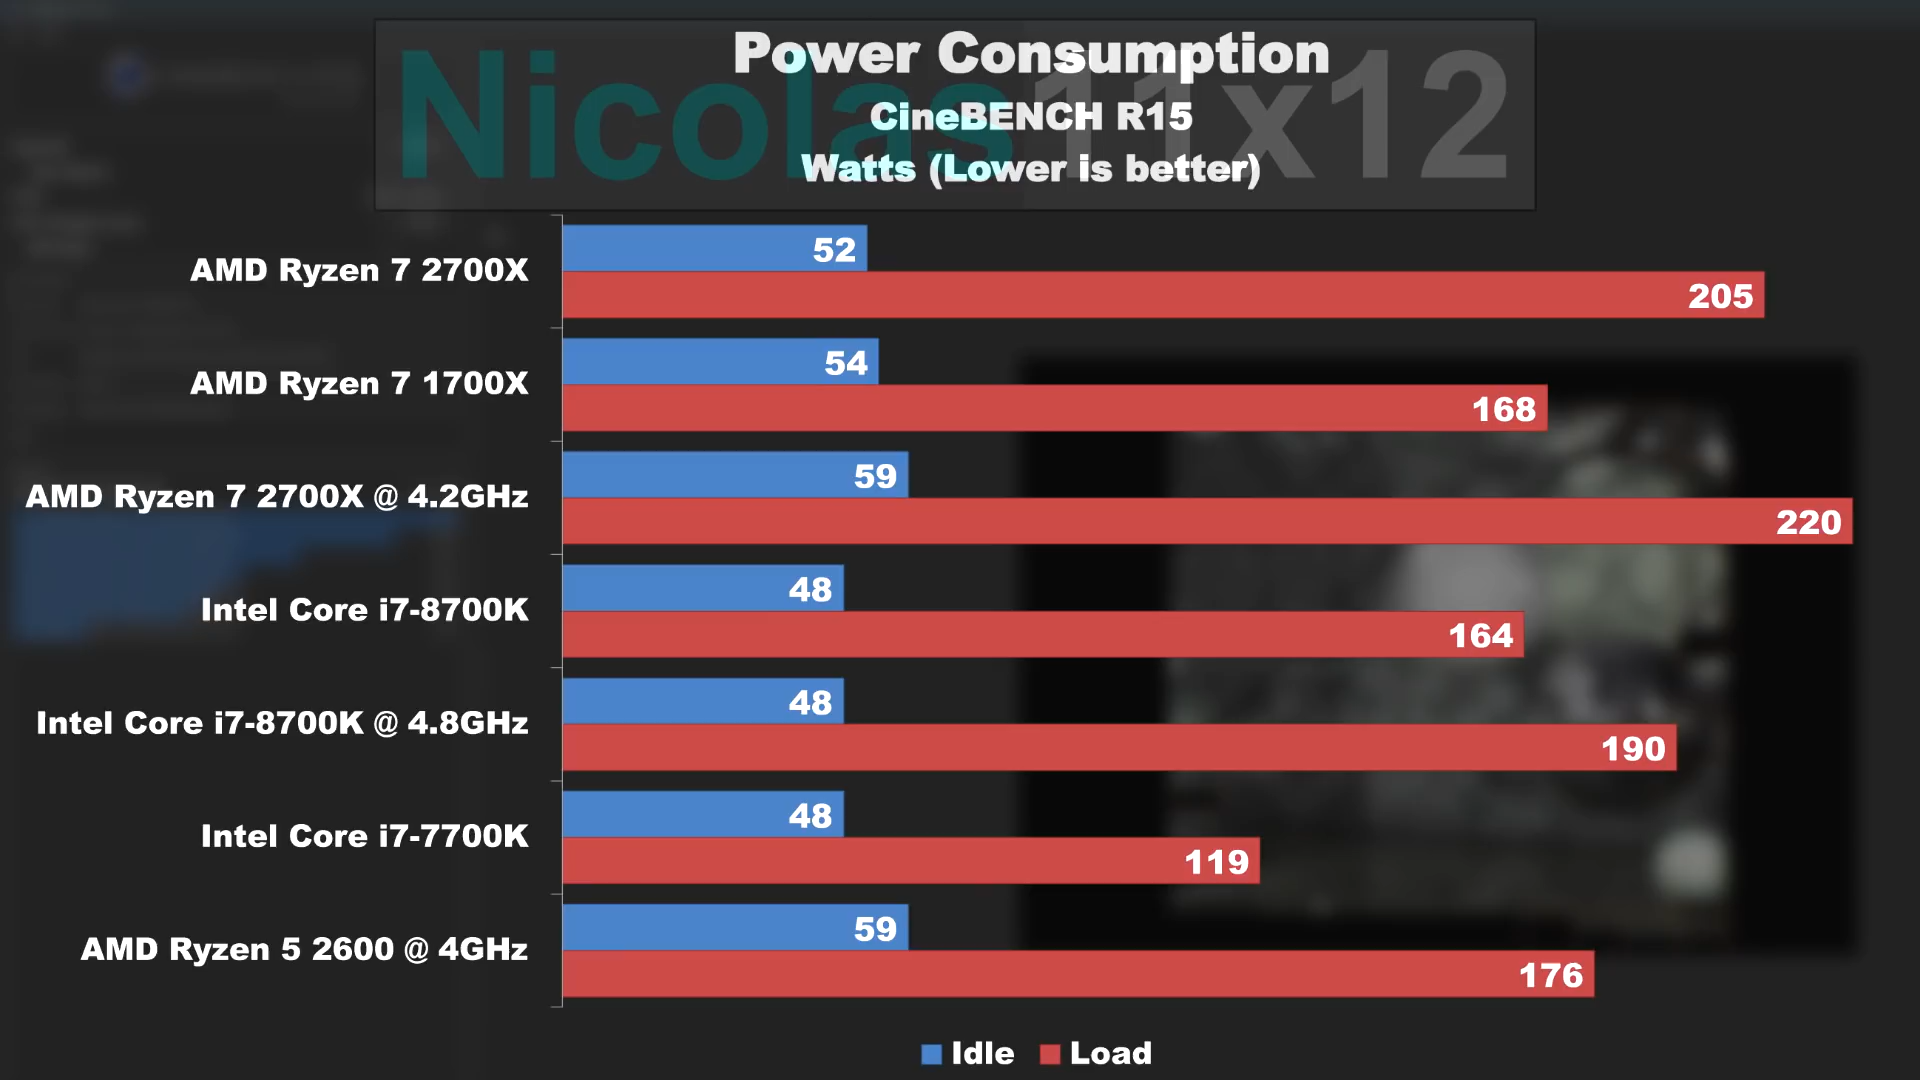 Nicolas11x12
Power Consumption
CineBENCH R15
Watts (Lower is better)
AMD Ryzen 7 2700X
52
205
AMD Ryzen 7 1700X
54
168
AMD Ryzen 7 2700X @ 4.2GHz
59
220
Intel Core i7-8700K
48
164
Intel Core i7-8700K @ 4.8GHz
48
190
Intel Core i7-7700K
48
119
AMD Ryzen 5 2600 @ 4GHz
59
176
Idle Load